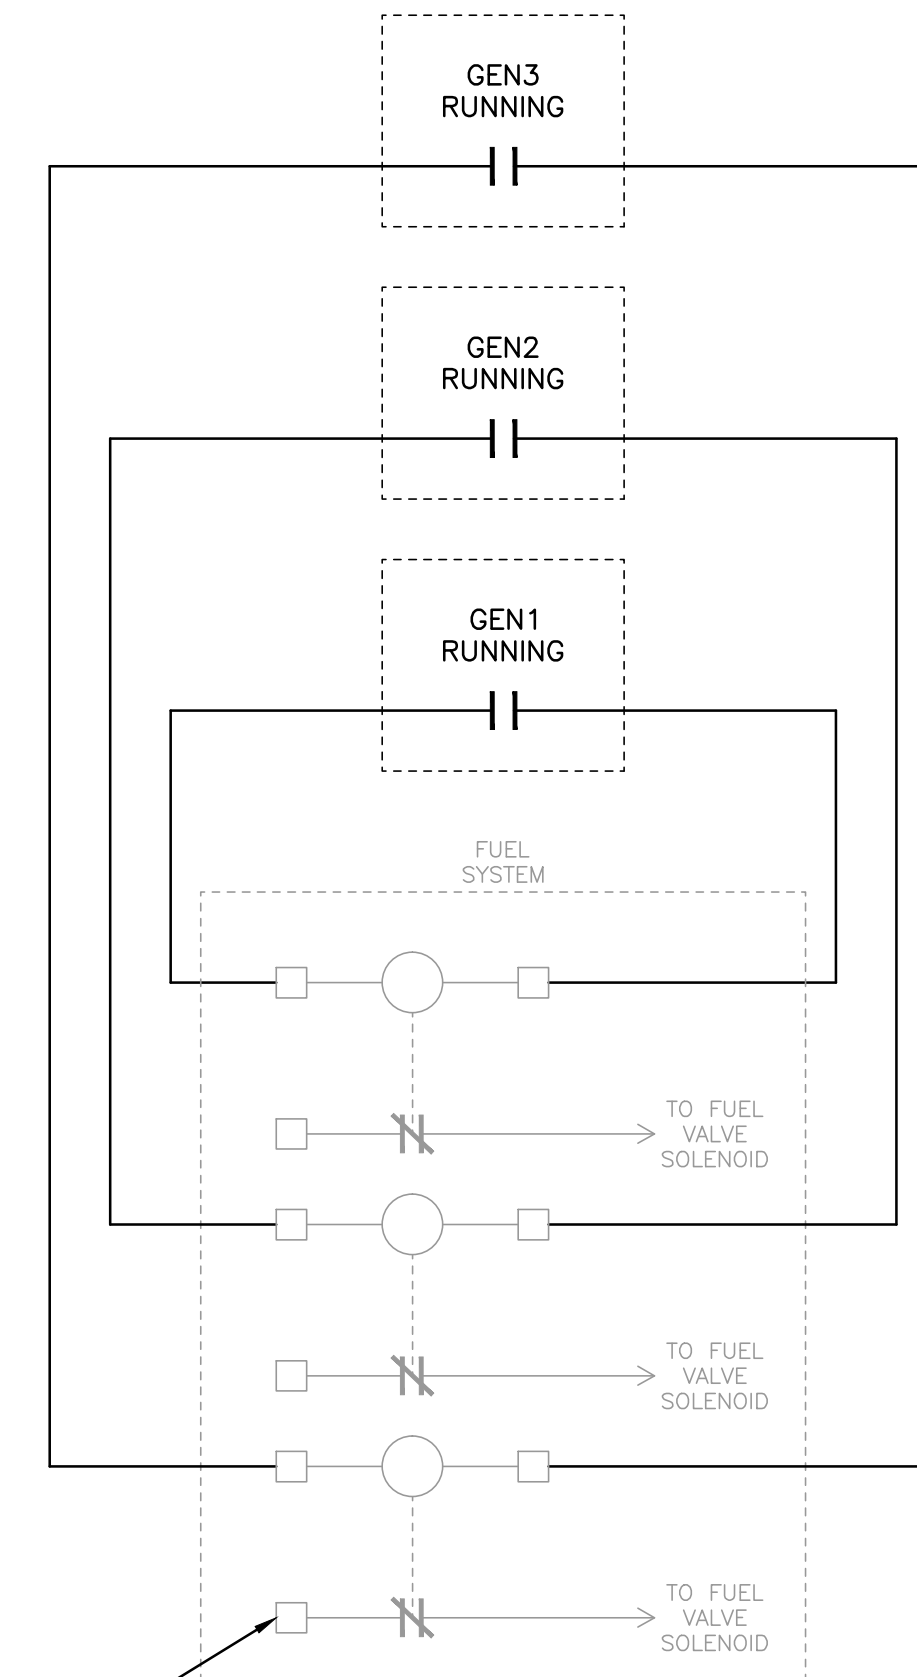 GEN3
RUNNING
GEN2
RUNNING
GEN1
RUNNING
FUEL
SYSTEM
TO FUEL
VALVE
SOLENOID
TO FUEL
VALVE
SOLENOID
TO FUEL
VALVE
SOLENOID